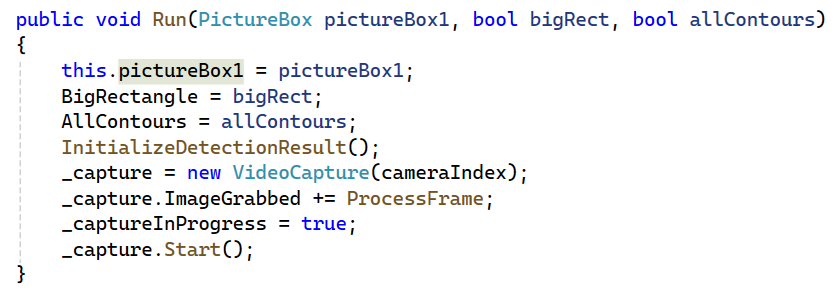 public void Run(PictureBox pictureBox1, bool bigRect, bool allContours)
{
    this.pictureBox1 = pictureBox1;
    BigRectangle = bigRect;
    AllContours = allContours;
    InitializeDetectionResult();
    _capture = new VideoCapture(cameraIndex);
    _capture.ImageGrabbed += ProcessFrame;
    _captureInProgress = true;
    _capture.Start();
}